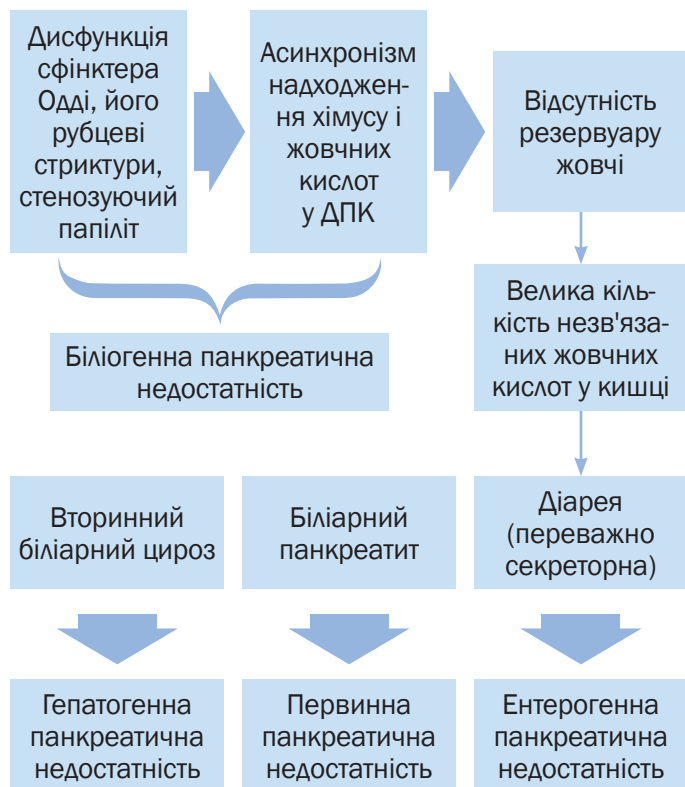 Дисфункція
сфінктера
Одді, його
рубцеві
стриктури,
стенозуючий
папіліт
Асинхронізм
надходжен-
ня хімусу і
жовчних
кислот
у ДПК
Відсутність
резервуару
жовчі
Біліогенна панкреатична
недостатність
Велика кіль-
кість незв'яза-
них жовчних
кислот у кишці
Вторинний
біліарний цироз
Біліарний
панкреатит
Діарея
(переважно
секреторна)
Гепатогенна
панкреатична
недостатність
Первинна
панкреатична
недостатність
Ентерогенна
панкреатична
недостатність